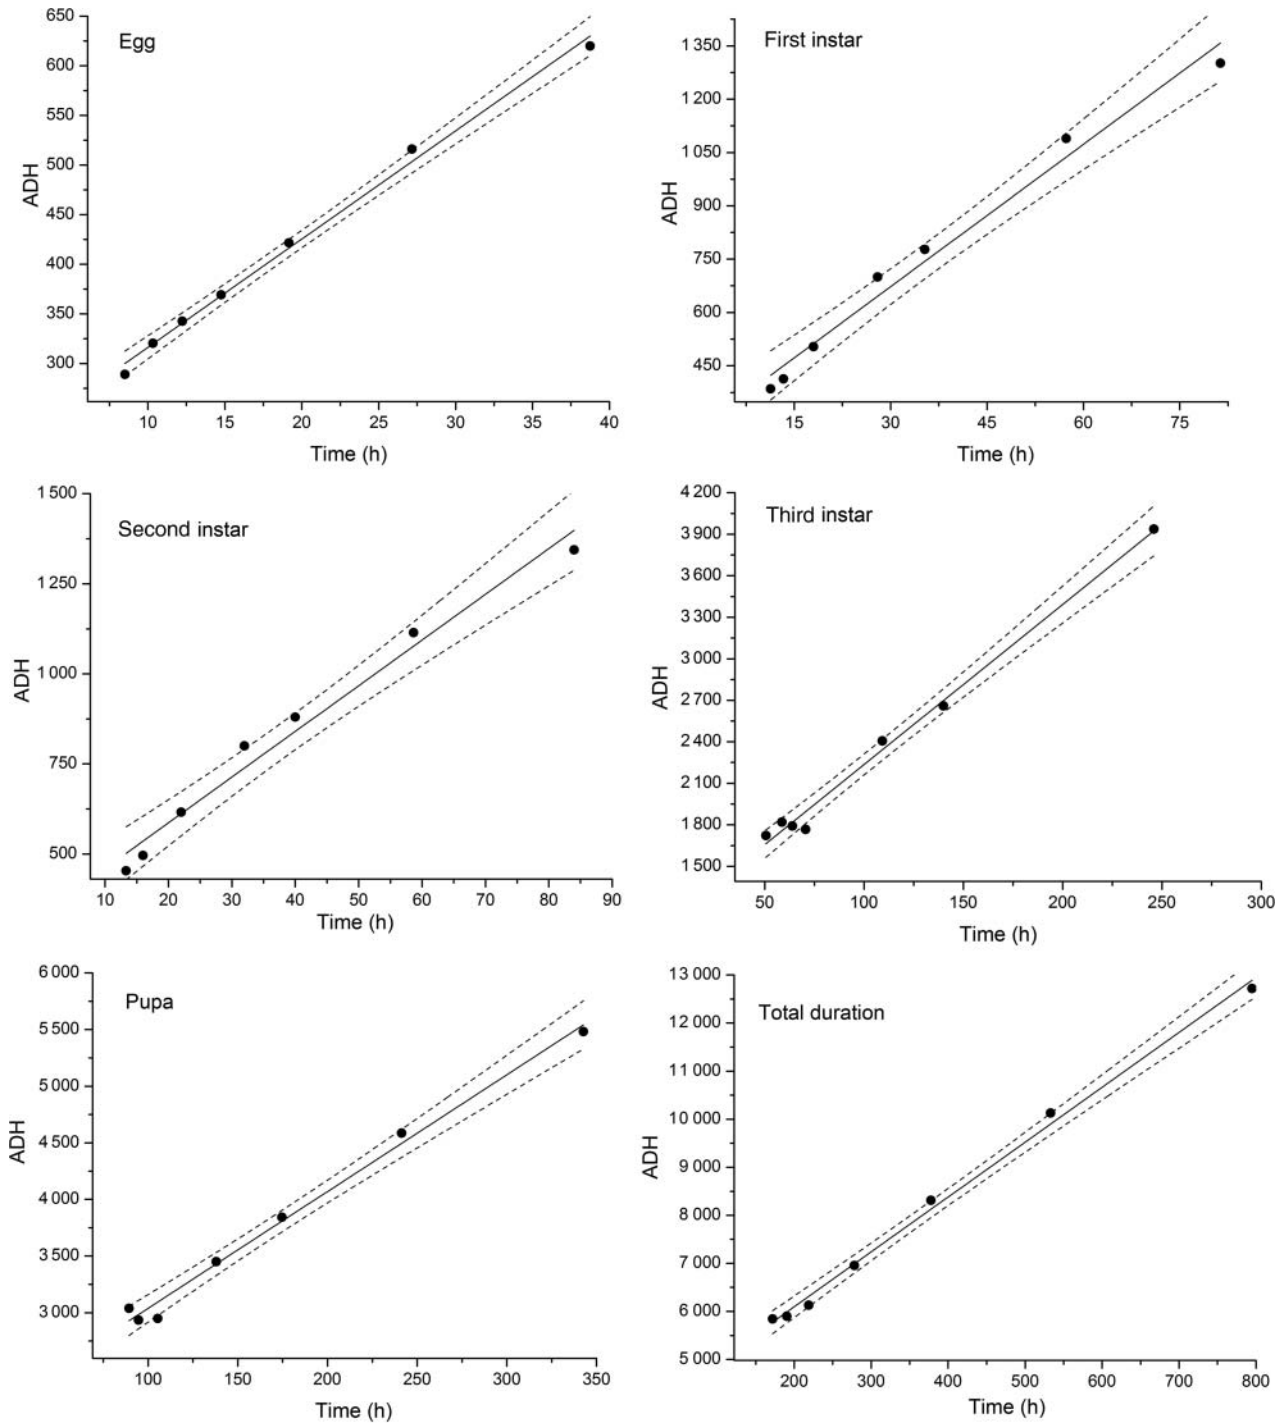 Egg
ADH
650
600
550
500
450
400
350
300
10 15 20 25 30 35 40
Time (h)
First instar
ADH
1 350
1 200
1 050
900
750
600
450
15 30 45 60 75
Time (h)
Second instar
ADH
1 500
1 250
1 000
750
500
10 20 30 40 50 60 70 80 90
Time (h)
Third instar
ADH
4 200
3 900
3 600
3 300
3 000
2 700
2 400
2 100
1 800
1 500
50 100 150 200 250 300
Time (h)
Pupa
ADH
6 000
5 500
5 000
4 500
4 000
3 500
3 000
100 150 200 250 300 350
Time (h)
Total duration
ADH
13 000
12 000
11 000
10 000
9 000
8 000
7 000
6 000
5 000
200 300 400 500 600 700 800
Time (h)